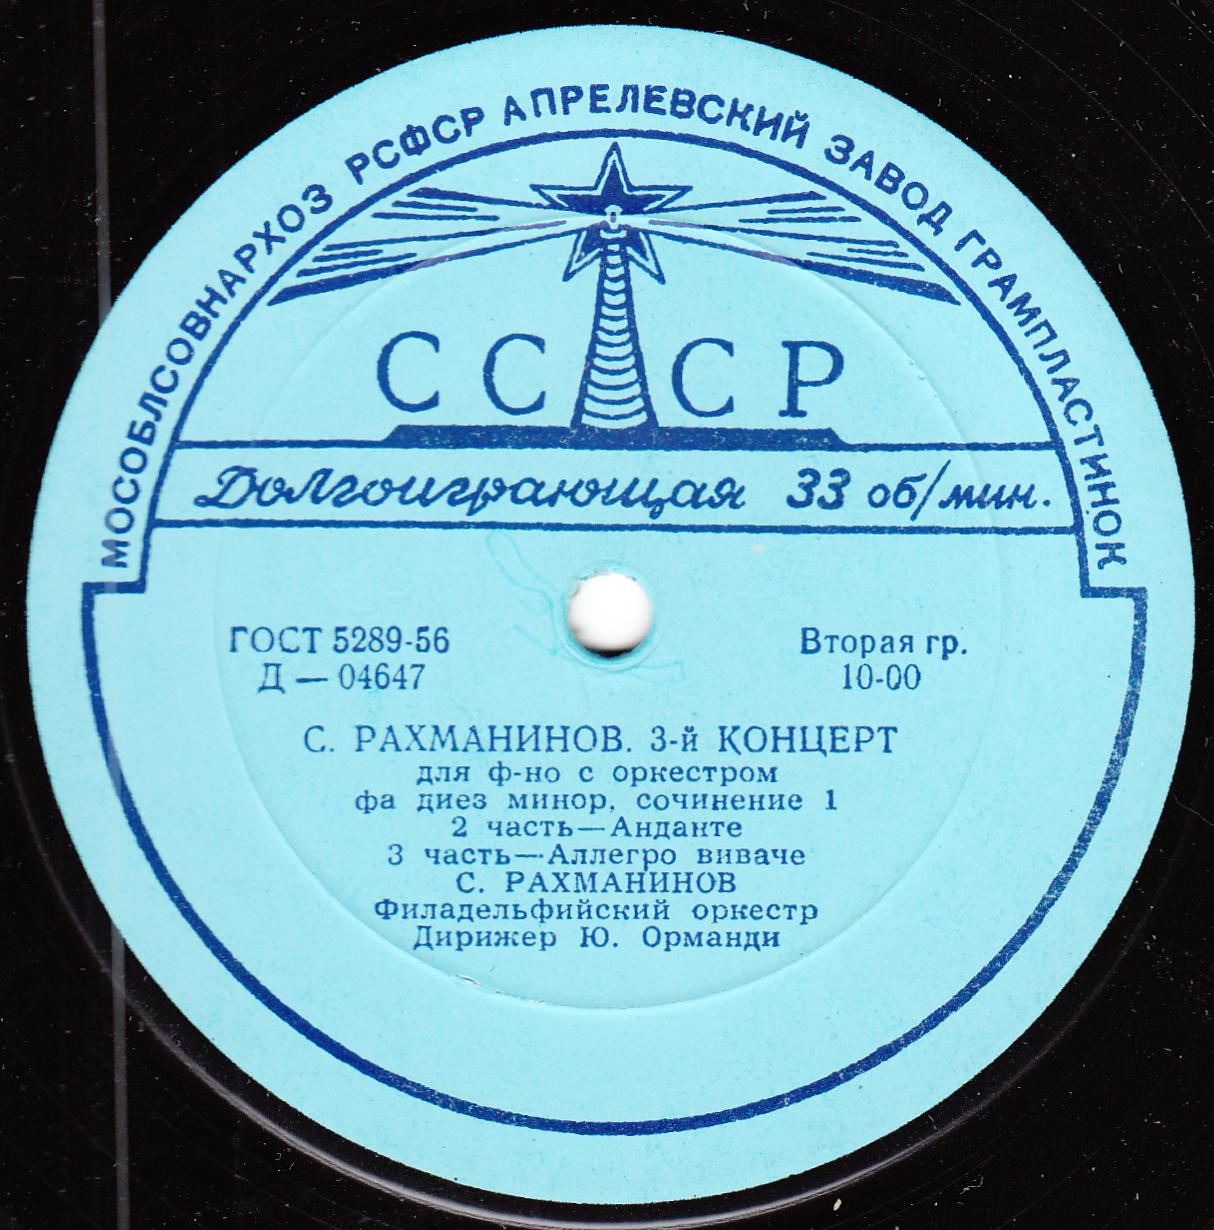 МОСОБЛСОВНАРХОЗ РСФСР АПРЕЛЕВСКИЙ ЗАВОД ГРАМПЛАСТИНОК
СССР
Долгоиграющая 33 об/мин.
ГОСТ 5289-56
Д — 04647
Вторая гр.
10-00
С. РАХМАНИНОВ. 3-й КОНЦЕРТ
для ф-но с оркестром
фа диез минор, сочинение 1
2 часть—Анданте
3 часть—Аллегро виваче
С. РАХМАНИНОВ
Филадельфийский оркестр
Дирижер Ю. Орманди